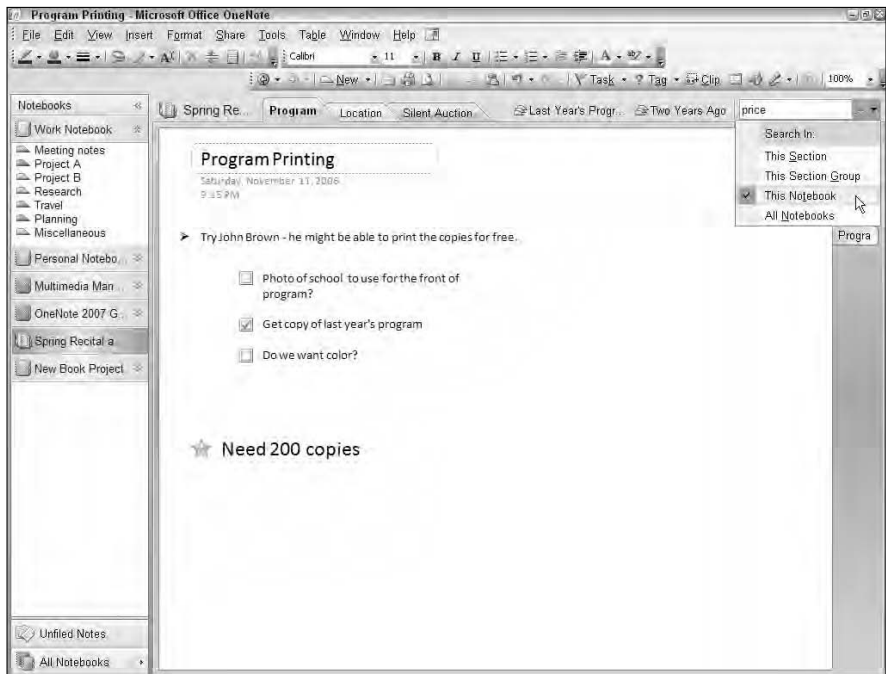 Program Printing - Microsoft Office OneNote
File Edit View Insert Format Share Tools Table Window Help
Calibri 11 B I U A
New Task ? Tag Clip 100%
Notebooks « Spring Re... Program Location Silent Auction Last Year's Progr... Two Years Ago price
Work Notebook
Meeting notes
Project A
Project B
Research
Travel
Planning
Miscellaneous
Personal Notebo...
Multimedia Man...
OneNote 2007 G...
Spring Recital a
New Book Project
Unfiled Notes
All Notebooks
Program Printing
Saturday, November 11, 2006
9:15 PM
Try John Brown - he might be able to print the copies for free.
Photo of school to use for the front of
program?
Get copy of last year's program
Do we want color?
Need 200 copies
Search In:
This Section
This Section Group
This Notebook
All Notebooks
Progra